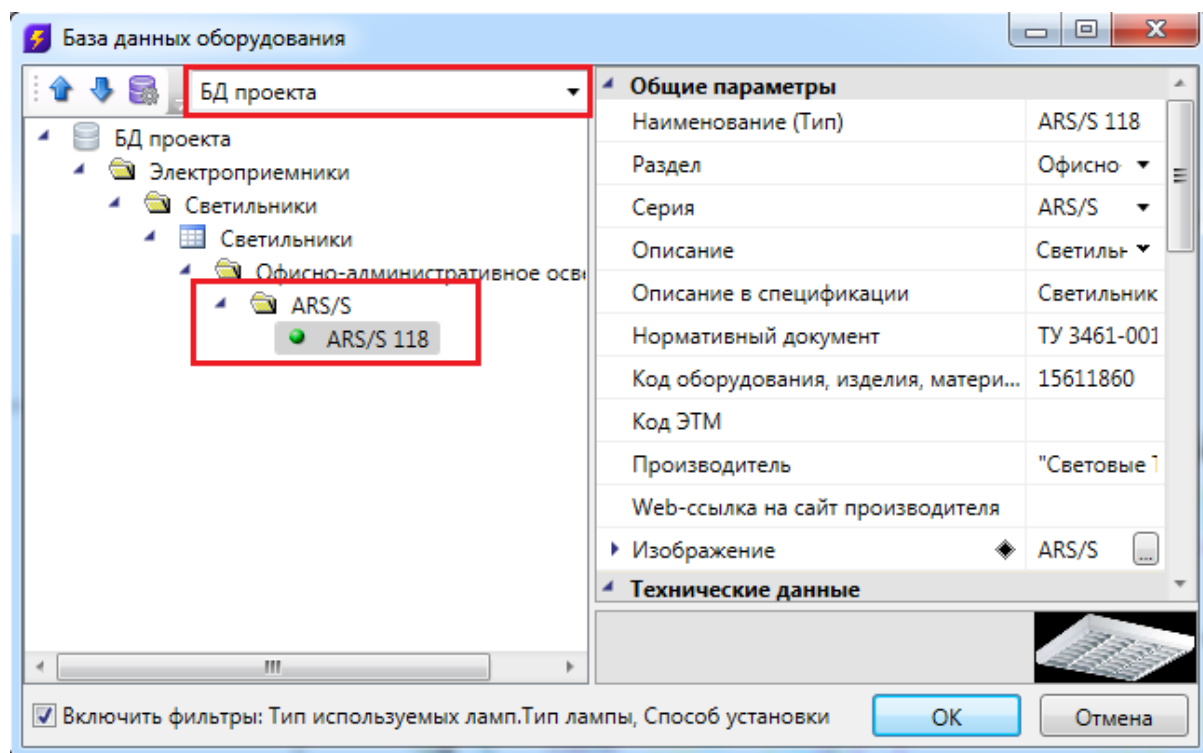 База данных оборудования
БД проекта
БД проекта
Электроприемники
Светильники
Светильники
Офисно-административное осв
ARS/S
ARS/S 118
Общие параметры
Наименование (Тип) ARS/S 118
Раздел Офисно-
Серия ARS/S
Описание Светильн
Описание в спецификации Светильник
Нормативный документ ТУ 3461-001
Код оборудования, изделия, матери... 15611860
Код ЭТМ
Производитель "Световые Т
Web-ссылка на сайт производителя
Изображение ARS/S ...
Технические данные
Включить фильтры: Тип используемых ламп.Тип лампы, Способ установки
OK
Отмена